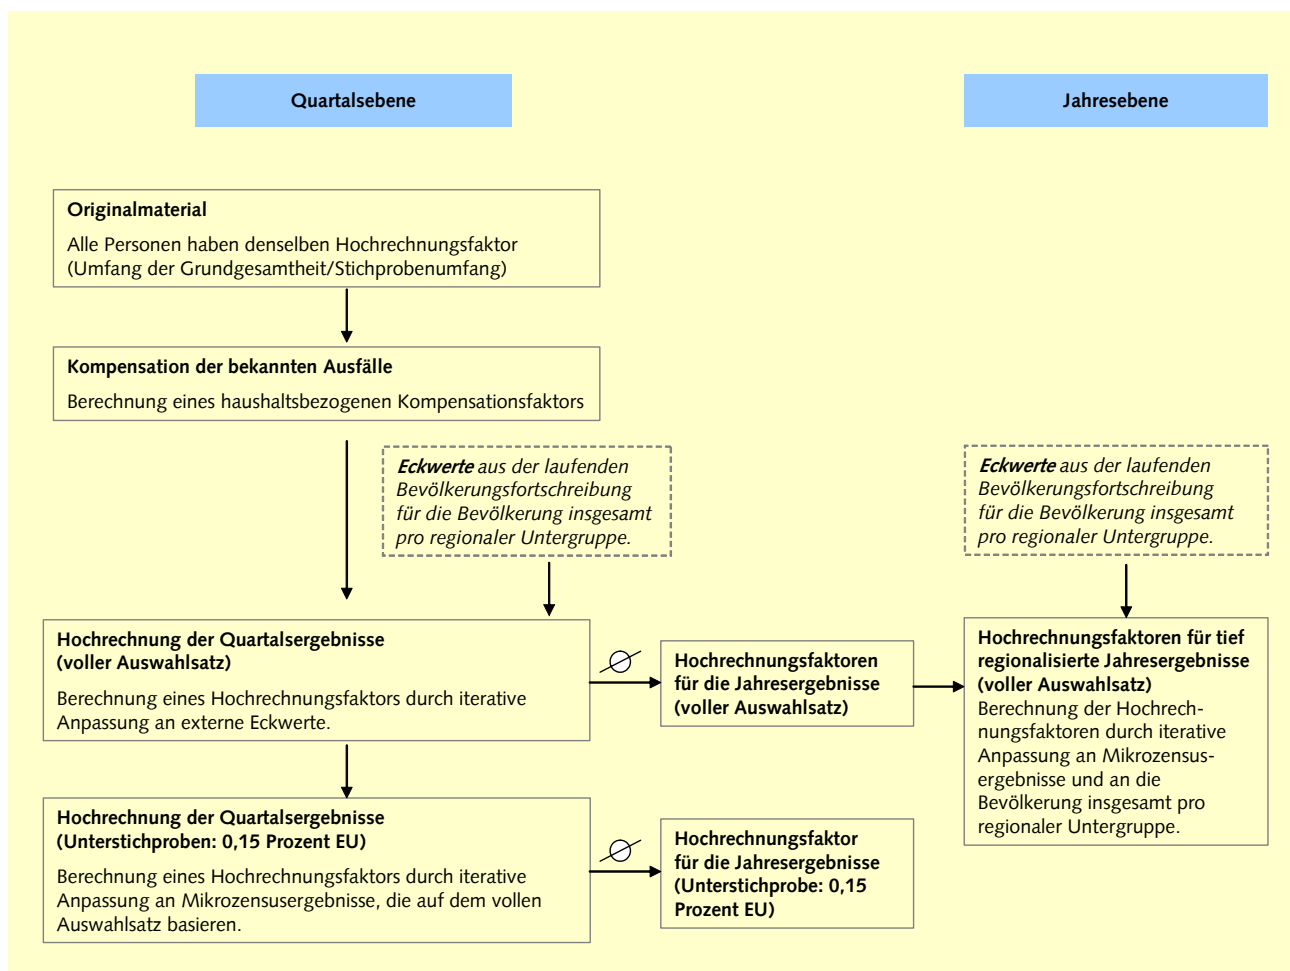 Quartalsebene
Jahresebene
Originalmaterial
Alle Personen haben denselben Hochrechnungsfaktor
(Umfang der Grundgesamtheit/Stichprobenumfang)
Kompensation der bekannten Ausfälle
Berechnung eines haushaltsbezogenen Kompensationsfaktors
Eckwerte aus der laufenden
Bevölkerungsfortschreibung
für die Bevölkerung insgesamt
pro regionaler Untergruppe.
Eckwerte aus der laufenden
Bevölkerungsfortschreibung
für die Bevölkerung insgesamt
pro regionaler Untergruppe.
Hochrechnung der Quartalsergebnisse
(voller Auswahlsatz)
Berechnung eines Hochrechnungsfaktors durch iterative
Anpassung an externe Eckwerte.
Hochrechnungsfaktoren
für die Jahresergebnisse
(voller Auswahlsatz)
Hochrechnungsfaktoren für tief
regionalisierte Jahresergebnisse
(voller Auswahlsatz)
Berechnung der Hochrech-
nungsfaktoren durch iterative
Anpassung an Mikrozensus-
ergebnisse und an die
Bevölkerung insgesamt pro
regionaler Untergruppe.
Hochrechnung der Quartalsergebnisse
(Unterstichproben: 0,15 Prozent EU)
Berechnung eines Hochrechnungsfaktors durch iterative
Anpassung an Mikrozensusergebnisse, die auf dem vollen
Auswahlsatz basieren.
Hochrechnungsfaktor
für die Jahresergebnisse
(Unterstichprobe: 0,15
Prozent EU)